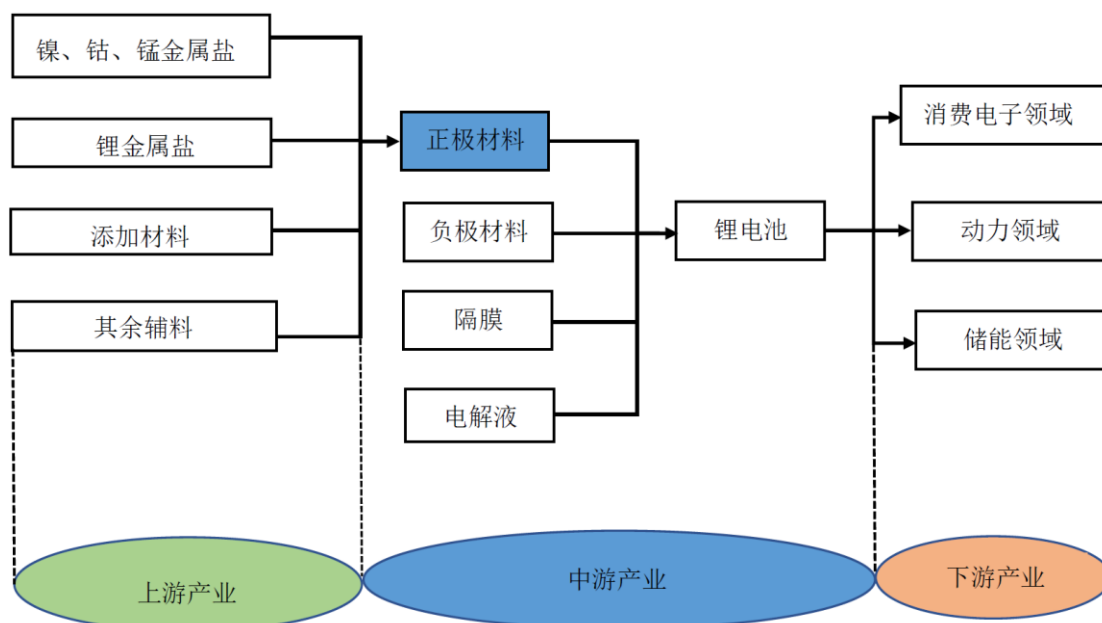 镍、钴、锰金属盐
锂金属盐
添加材料
其余辅料
正极材料
负极材料
隔膜
电解液
锂电池
消费电子领域
动力领域
储能领域
上游产业
中游产业
下游产业